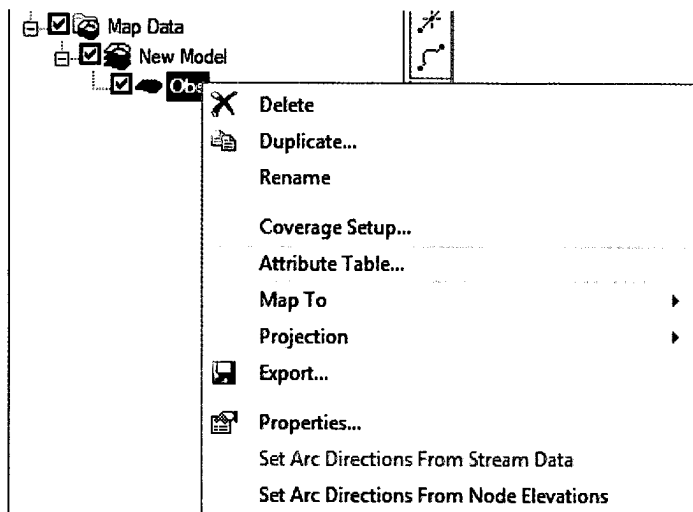 Map Data
New Model
Obs
Delete
Duplicate...
Rename
Coverage Setup...
Attribute Table...
Map To
Projection
Export...
Properties...
Set Arc Directions From Stream Data
Set Arc Directions From Node Elevations